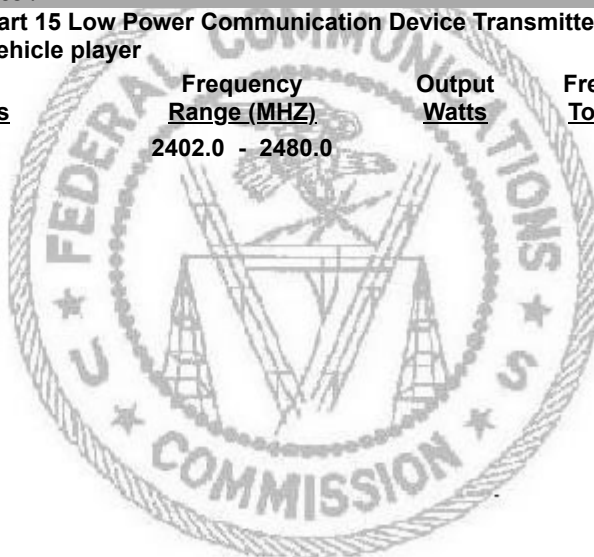 art 15 Low Power Communication Device Transmitte
ehicle player
Frequency Output Fre
s Range (MHZ) Watts To
2402.0 - 2480.0
FEDERAL COMMUNICATIONS
U S
COMMISSION